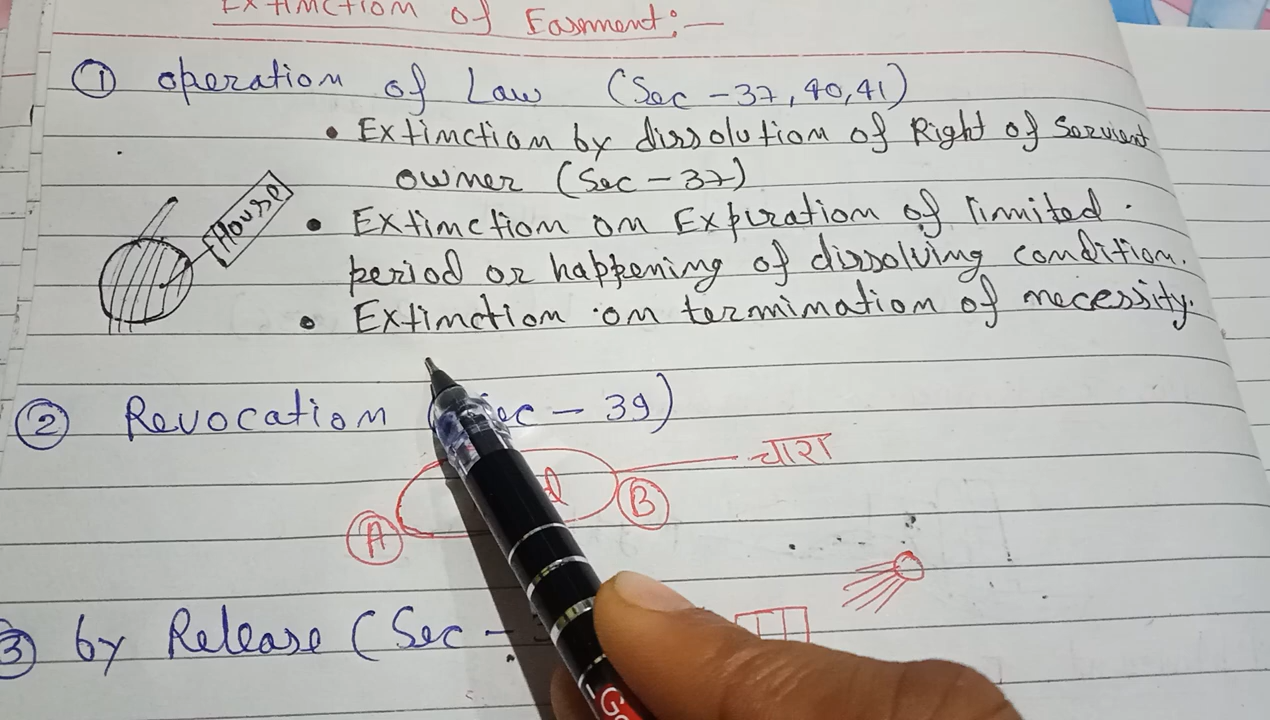 Extinction of Easment:-
① operation of Law (Sec - 37, 40, 41)
• Extinction by dissolution of Right of Servient
owner (Sec - 37)
House
• Extinction on Expiration of limited
period or happening of dissolving condition.
• Extinction on termination of necessity.
② Revocation (Sec - 39)
चारा
A
B
③ by Release (Sec -